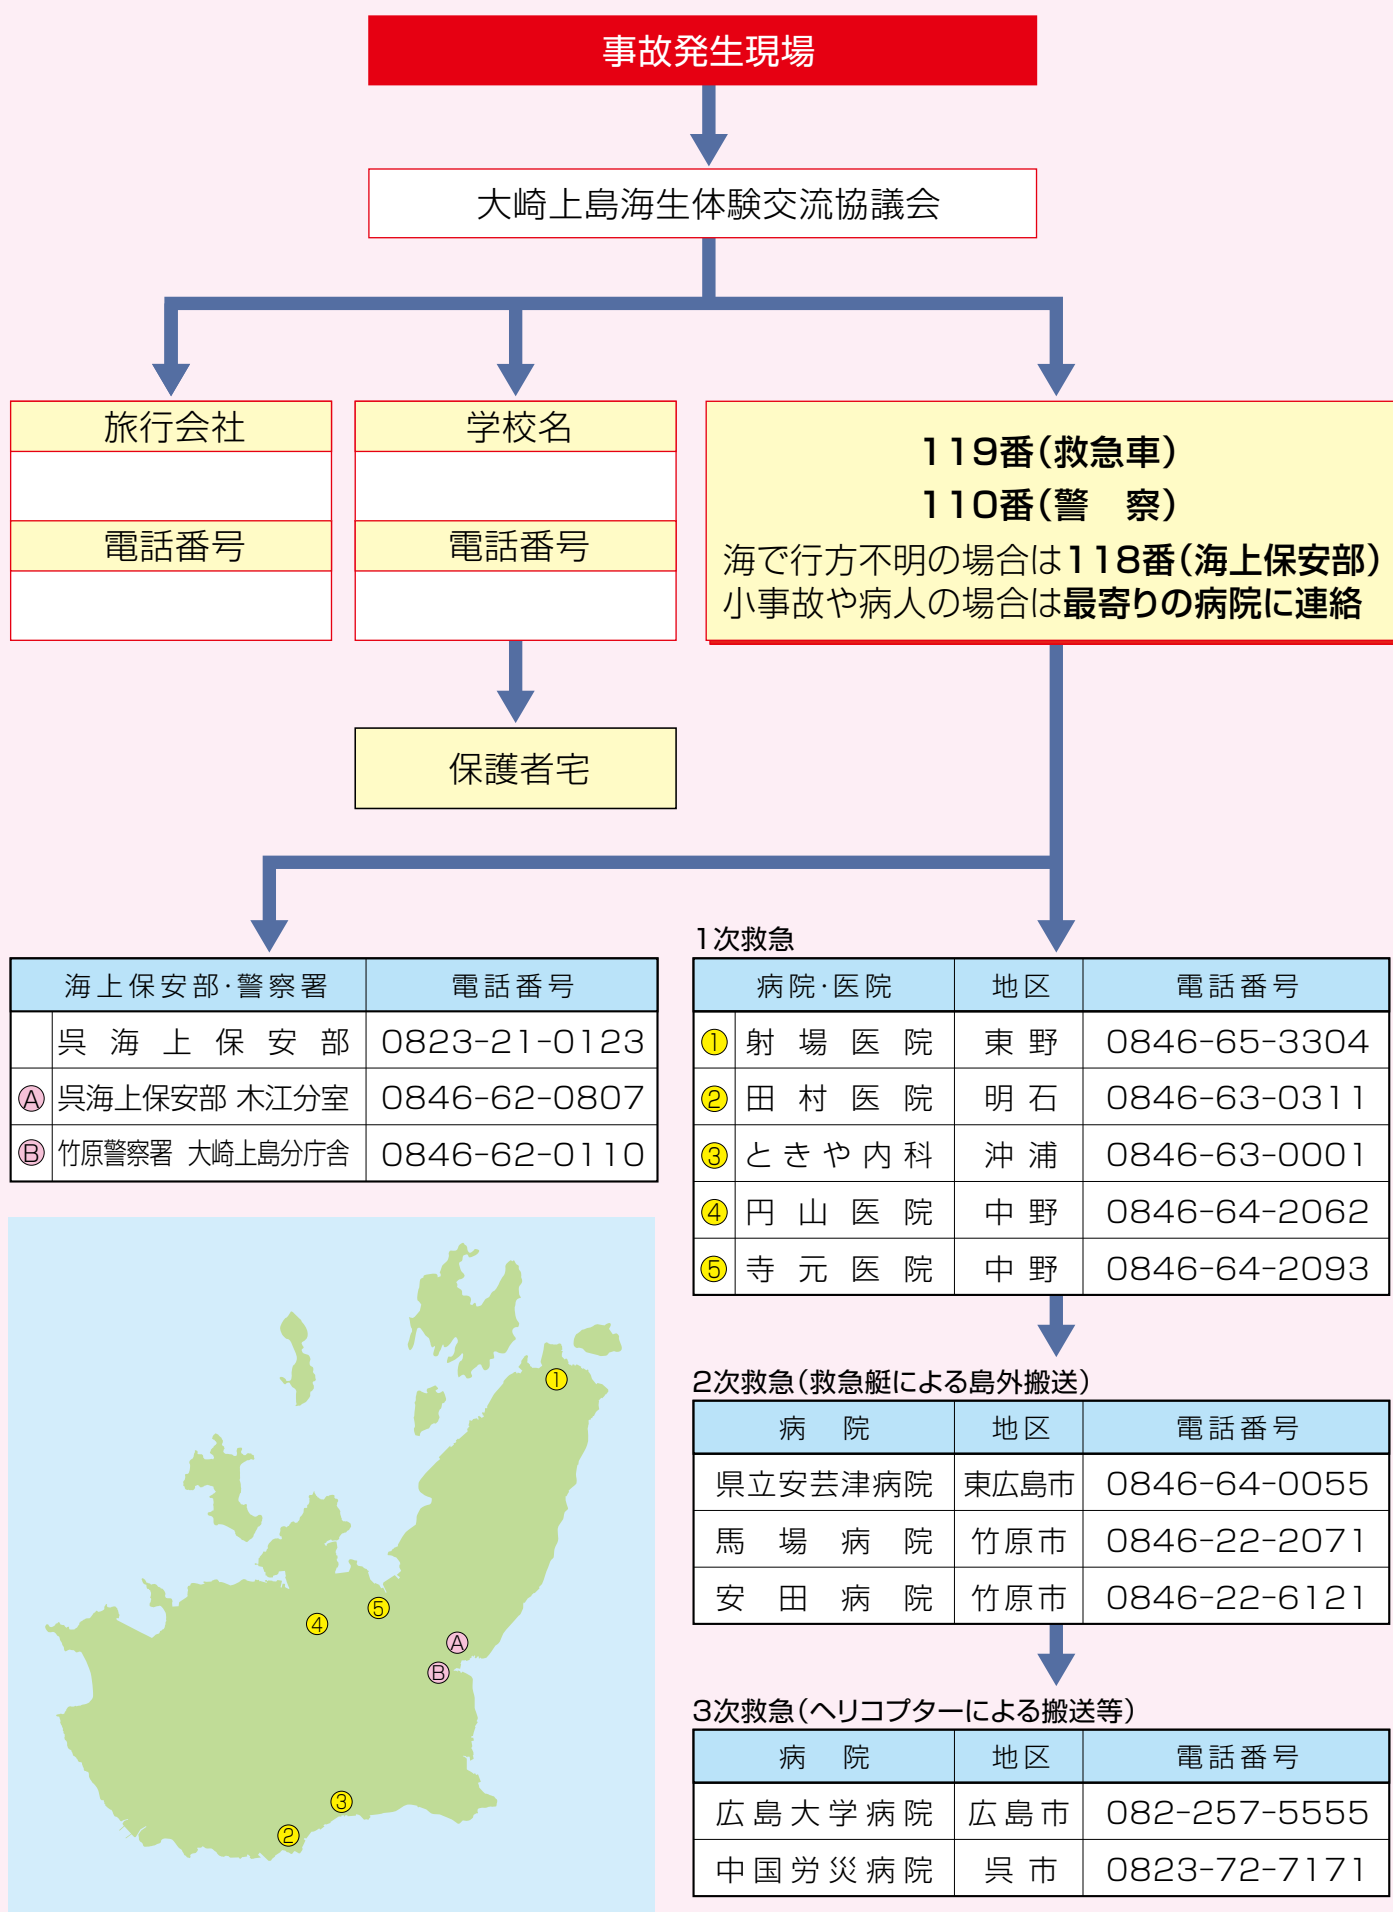 事故発生現場
大崎上島海生体験交流協議会
旅行会社
電話番号
学校名
電話番号
119番(救急車)
110番(警　察)
海で行方不明の場合は118番(海上保安部)
小事故や病人の場合は最寄りの病院に連絡
保護者宅
海上保安部·警察署 電話番号
呉海上保安部 0823-21-0123
Ⓐ 呉海上保安部 木江分室 0846-62-0807
Ⓑ 竹原警察署 大崎上島分庁舎 0846-62-0110
1次救急
病院·医院 地区 電話番号
① 射場医院 東野 0846-65-3304
② 田村医院 明石 0846-63-0311
③ ときや内科 沖浦 0846-63-0001
④ 円山医院 中野 0846-64-2062
⑤ 寺元医院 中野 0846-64-2093
2次救急(救急艇による島外搬送)
病　院 地区 電話番号
県立安芸津病院 東広島市 0846-64-0055
馬場病院 竹原市 0846-22-2071
安田病院 竹原市 0846-22-6121
3次救急(ヘリコプターによる搬送等)
病　院 地区 電話番号
広島大学病院 広島市 082-257-5555
中国労災病院 呉市 0823-72-7171
①
⑤
④
Ⓐ
Ⓑ
③
②